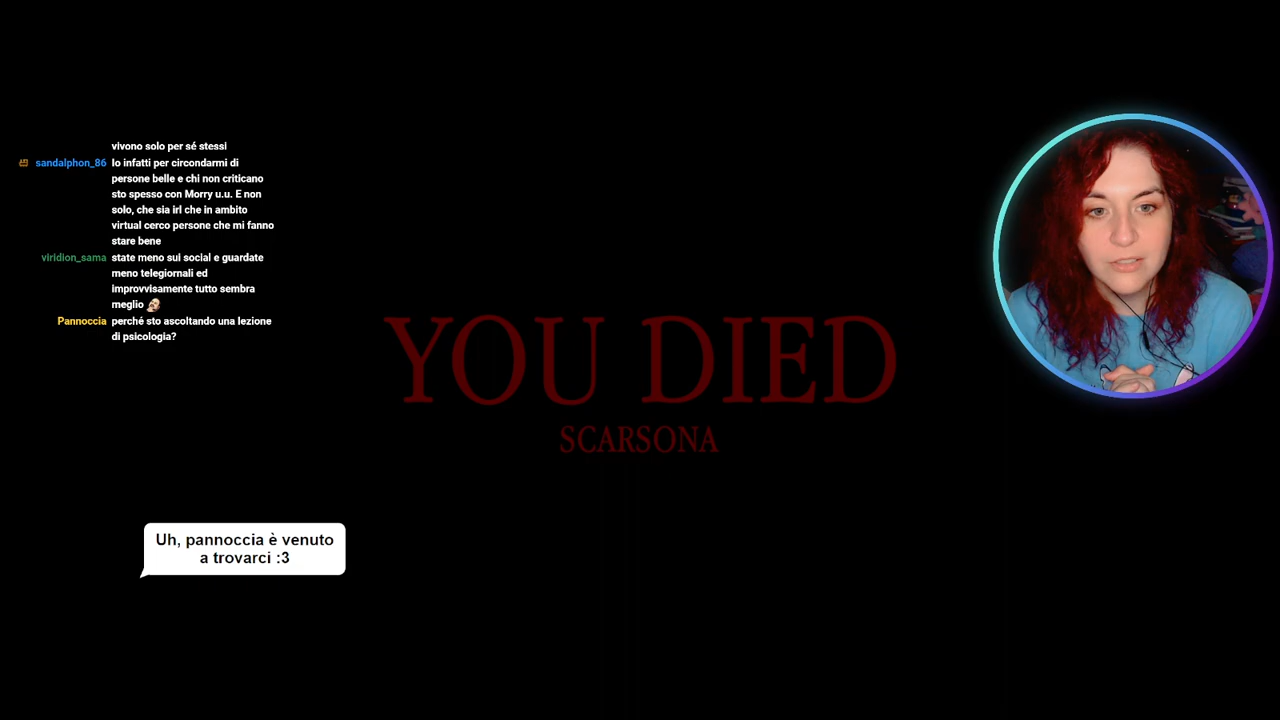 vivono solo per sé stessi
sandalphon_86 Io infatti per circondarmi di
persone belle e chi non criticano
sto spesso con Morry u.u. E non
solo, che sia irl che in ambito
virtual cerco persone che mi fanno
stare bene
viridion_sama state meno sui social e guardate
meno telegiornali ed
improvvisamente tutto sembra
meglio
Pannoccia perché sto ascoltando una lezione
di psicologia?
YOU DIED
SCARSONA
Uh, pannoccia è venuto
a trovarci :3